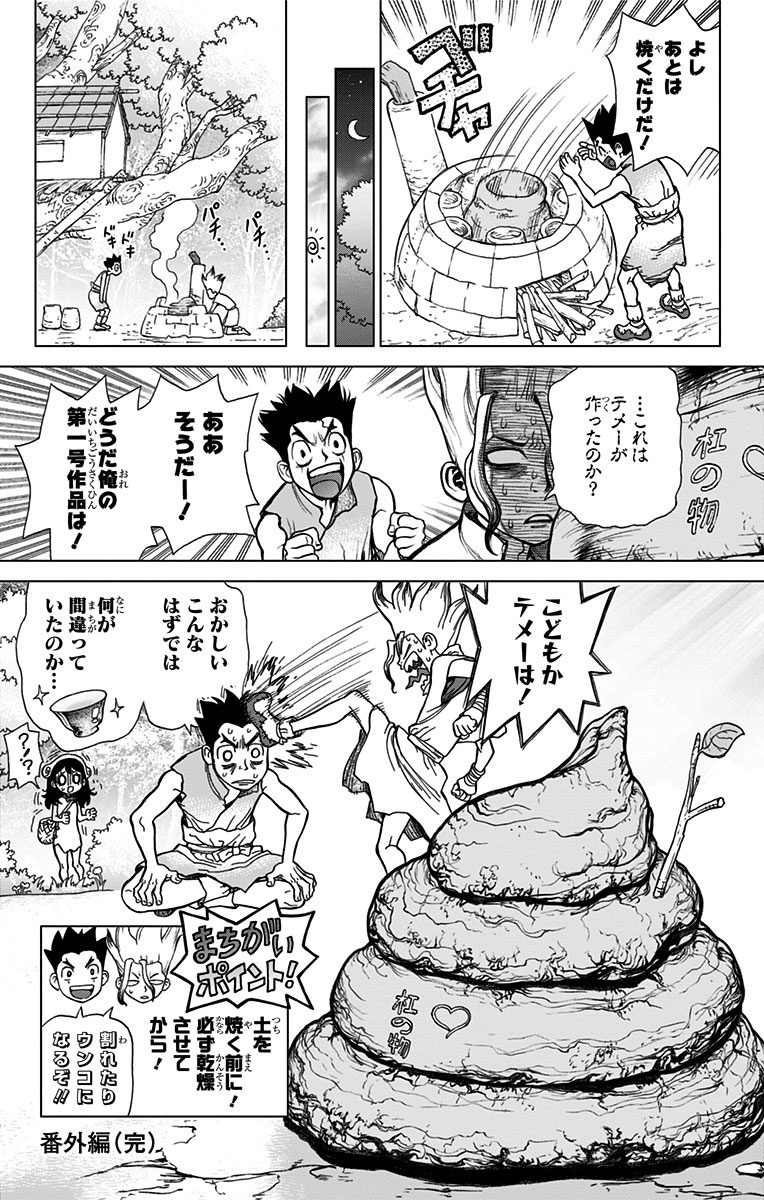 よし
あとは
焼くだけだ!
ゴチャ
パチ…
パチ…
ドキ
ドキ
…これは
テメーが
作ったのか?
杠の物
ああ
そうだー!
どうだ俺の
第一号作品は!
こどもか
テメーは!
おかしい
こんな
はずでは
何が
間違って
いたのか…
?!?
杠の物♡
まちがい
ポイント!
土を
焼く前に!
必ず乾燥
させて
から!
割れたり
ウンコに
なるぞ!!
番外編(完)